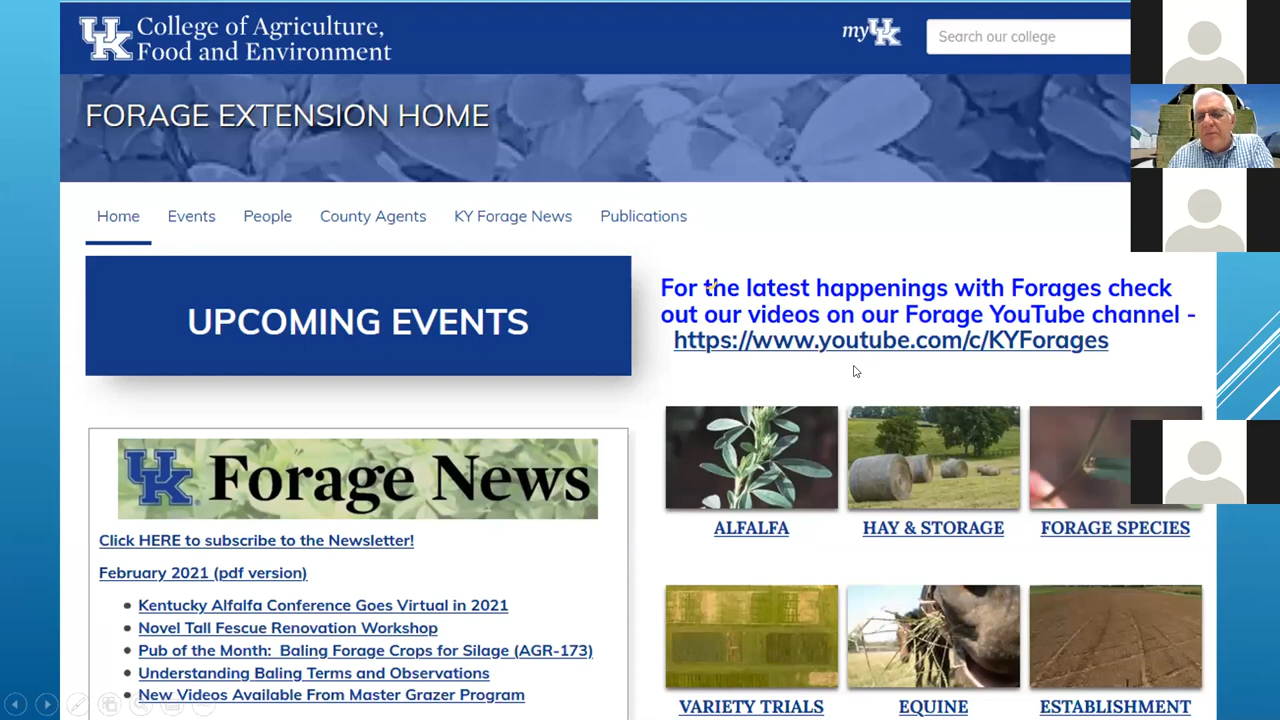 UK College of Agriculture,
Food and Environment
my UK
Search our college
FORAGE EXTENSION HOME
Home Events People County Agents KY Forage News Publications
UPCOMING EVENTS
For the latest happenings with Forages check
out our videos on our Forage YouTube channel -
https://www.youtube.com/c/KYForages
UK Forage News
Click HERE to subscribe to the Newsletter!
February 2021 (pdf version)
• Kentucky Alfalfa Conference Goes Virtual in 2021
• Novel Tall Fescue Renovation Workshop
• Pub of the Month: Baling Forage Crops for Silage (AGR-173)
• Understanding Baling Terms and Observations
• New Videos Available From Master Grazer Program
ALFALFA
HAY & STORAGE
FORAGE SPECIES
VARIETY TRIALS
EQUINE
ESTABLISHMENT